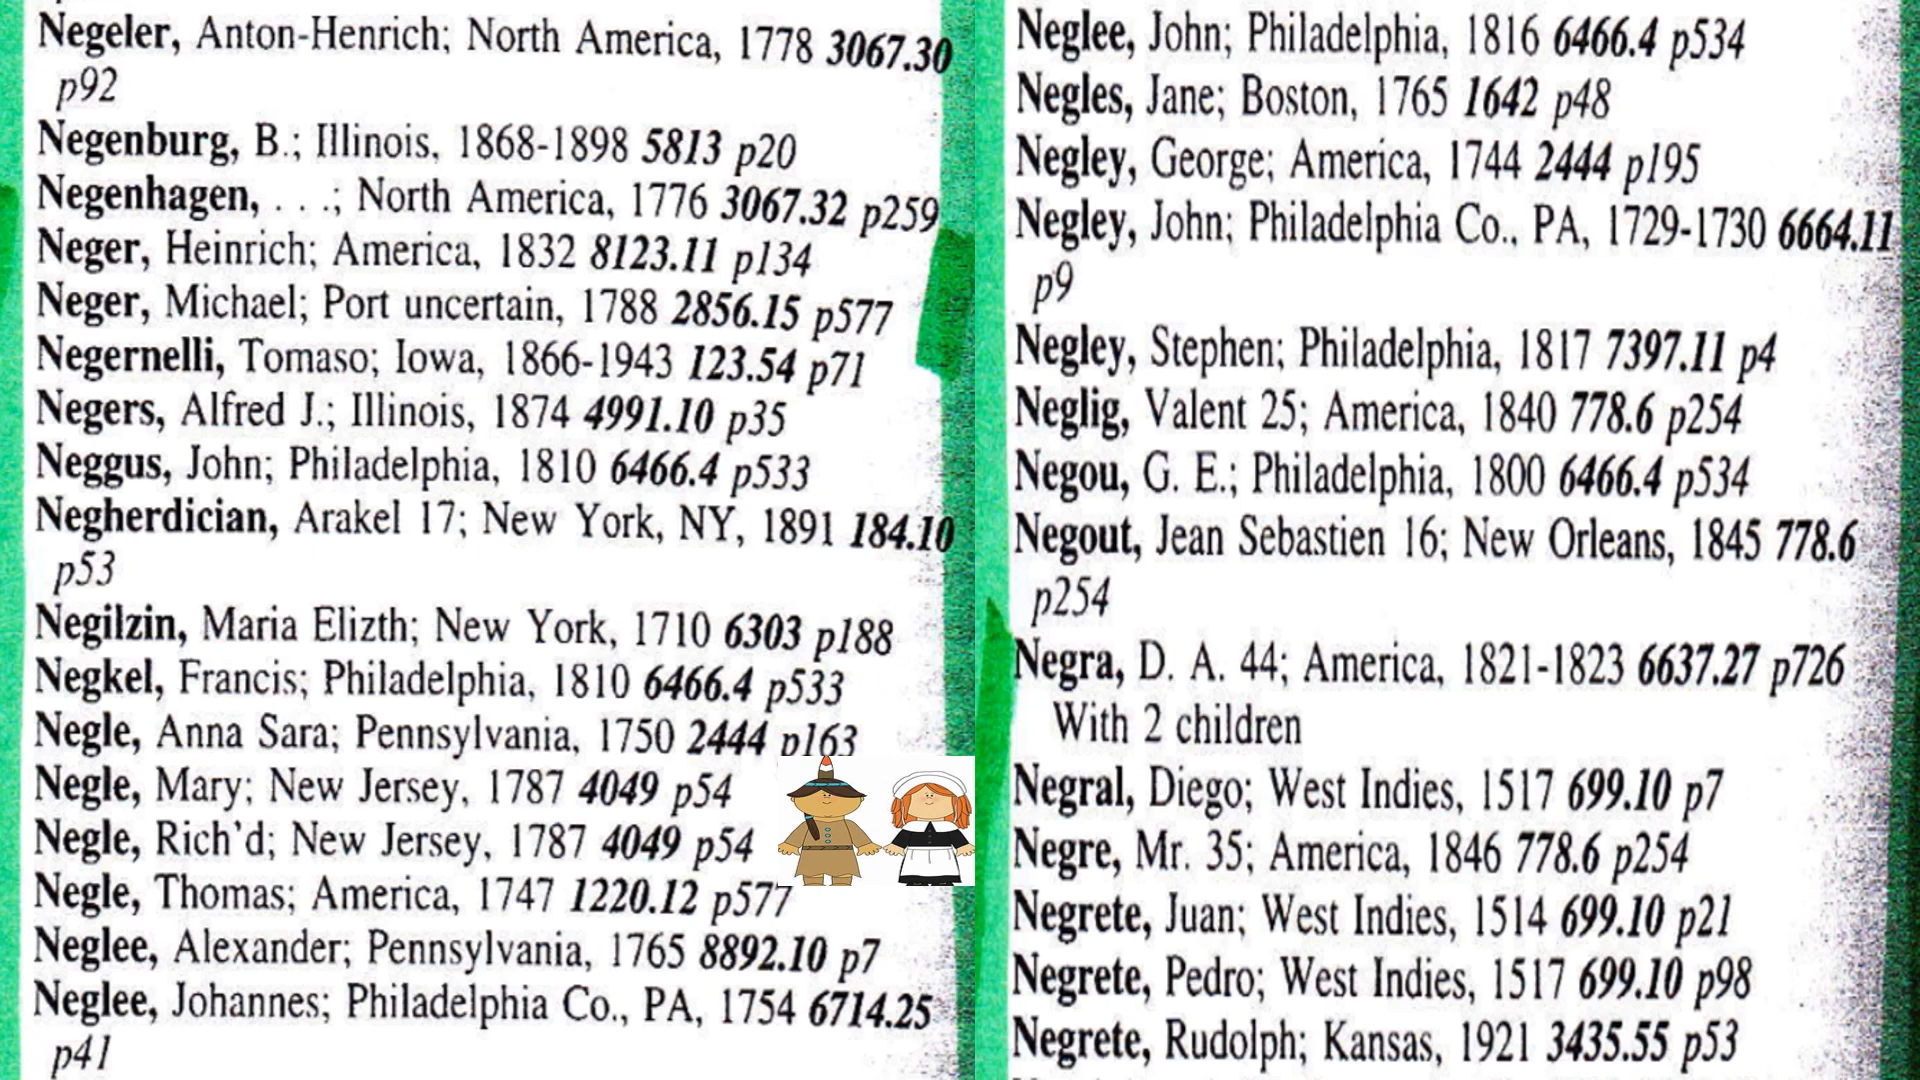 Negeler, Anton-Henrich; North America, 1778 3067.30
p92
Negenburg, B.; Illinois, 1868-1898 5813 p20
Negenhagen, . . .; North America, 1776 3067.32 p259
Neger, Heinrich; America, 1832 8123.11 p134
Neger, Michael; Port uncertain, 1788 2856.15 p577
Negernelli, Tomaso; Iowa, 1866-1943 123.54 p71
Negers, Alfred J.; Illinois, 1874 4991.10 p35
Neggus, John; Philadelphia, 1810 6466.4 p533
Negherdician, Arakel 17; New York, NY, 1891 184.10
p53
Negilzin, Maria Elizth; New York, 1710 6303 p188
Negkel, Francis; Philadelphia, 1810 6466.4 p533
Negle, Anna Sara; Pennsylvania, 1750 2444 p163
Negle, Mary; New Jersey, 1787 4049 p54
Negle, Rich'd; New Jersey, 1787 4049 p54
Negle, Thomas; America, 1747 1220.12 p577
Neglee, Alexander; Pennsylvania, 1765 8892.10 p7
Neglee, Johannes; Philadelphia Co., PA, 1754 6714.25
p41
Neglee, John; Philadelphia, 1816 6466.4 p534
Negles, Jane; Boston, 1765 1642 p48
Negley, George; America, 1744 2444 p195
Negley, John; Philadelphia Co., PA, 1729-1730 6664.11
p9
Negley, Stephen; Philadelphia, 1817 7397.11 p4
Neglig, Valent 25; America, 1840 778.6 p254
Negou, G. E.; Philadelphia, 1800 6466.4 p534
Negout, Jean Sebastien 16; New Orleans, 1845 778.6
p254
Negra, D. A. 44; America, 1821-1823 6637.27 p726
With 2 children
Negral, Diego; West Indies, 1517 699.10 p7
Negre, Mr. 35; America, 1846 778.6 p254
Negrete, Juan; West Indies, 1514 699.10 p21
Negrete, Pedro; West Indies, 1517 699.10 p98
Negrete, Rudolph; Kansas, 1921 3435.55 p53